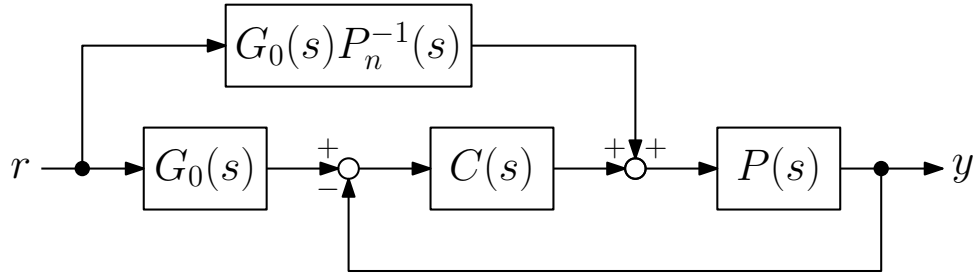 G_0(s)P_n^{-1}(s)
r G_0(s) + − C(s) + + P(s) y